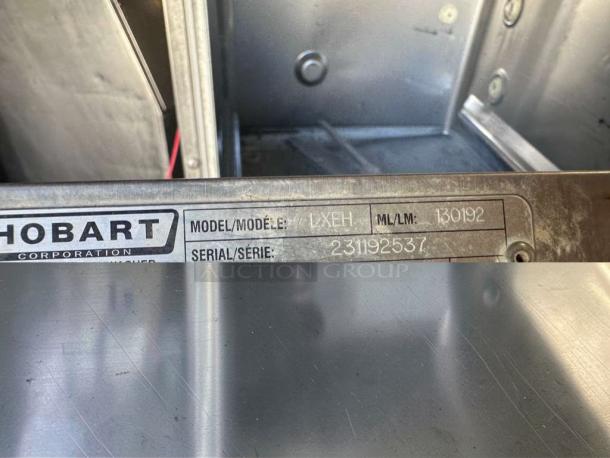 HOBART
CORPORATION
MODEL/MODÈLE: LXEH ML/LM: 130192
SERIAL/SÉRIE: 231192537
AUCTION GROUP